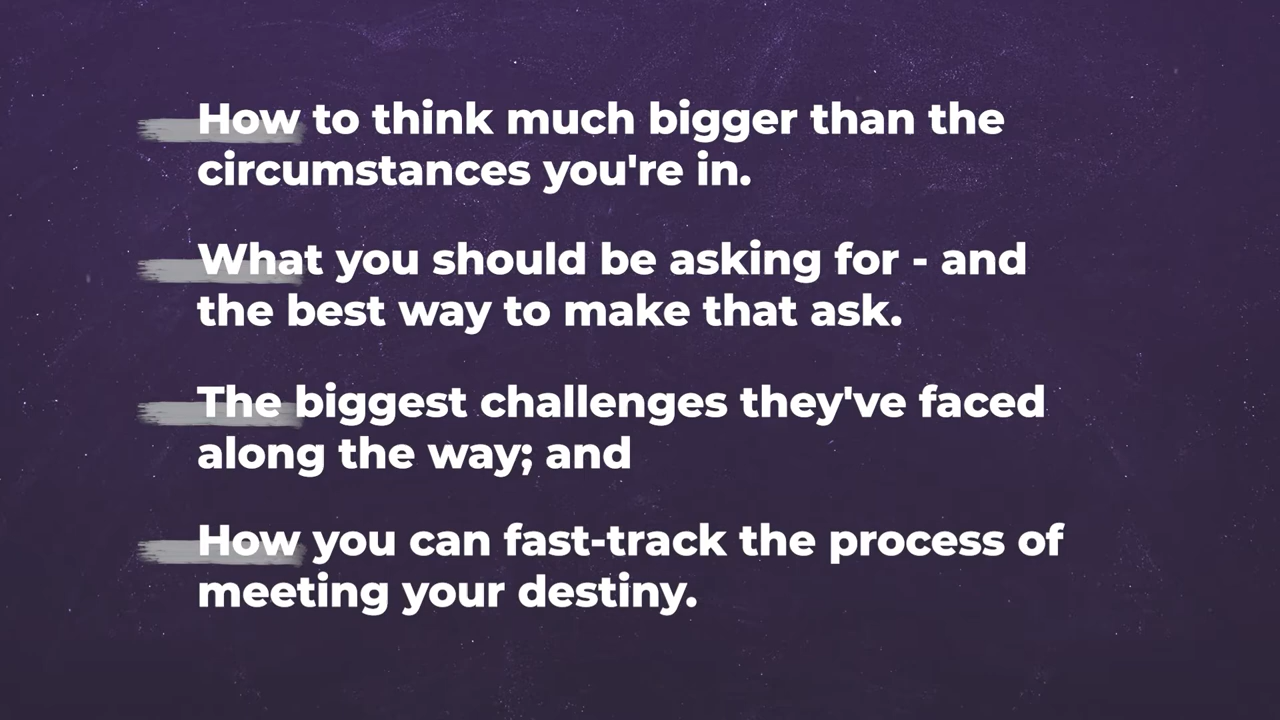 How to think much bigger than the
circumstances you're in.
What you should be asking for - and
the best way to make that ask.
The biggest challenges they've faced
along the way; and
How you can fast-track the process of
meeting your destiny.